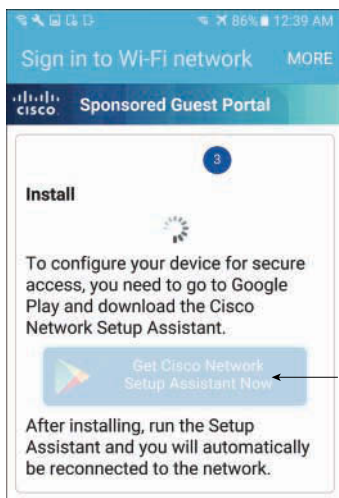 86% 12:39 AM
Sign in to Wi-Fi network MORE
cisco Sponsored Guest Portal
3
Install
To configure your device for secure
access, you need to go to Google
Play and download the Cisco
Network Setup Assistant.
Get Cisco Network
Setup Assistant Now
After installing, run the Setup
Assistant and you will automatically
be reconnected to the network.